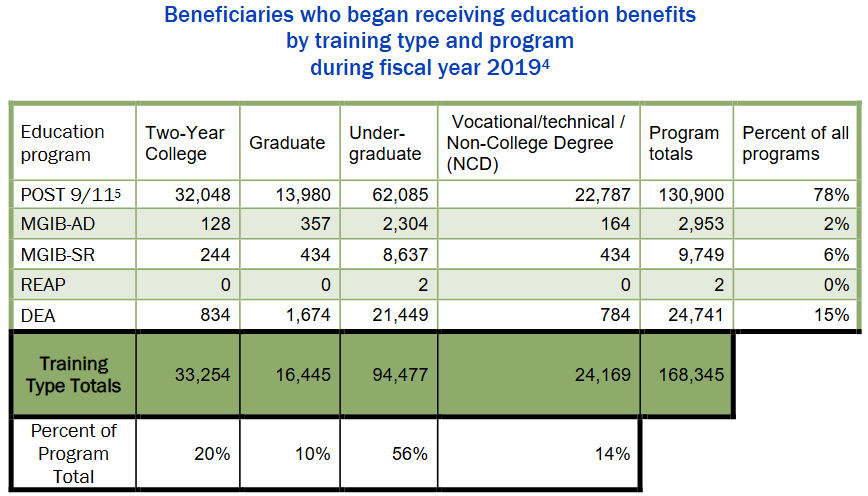 Beneficiaries who began receiving education benefits
by training type and program
during fiscal year 2019⁴
Education program Two-Year College Graduate Under-graduate Vocational/technical / Non-College Degree (NCD) Program totals Percent of all programs
POST 9/11⁵ 32,048 13,980 62,085 22,787 130,900 78%
MGIB-AD 128 357 2,304 164 2,953 2%
MGIB-SR 244 434 8,637 434 9,749 6%
REAP 0 0 2 0 2 0%
DEA 834 1,674 21,449 784 24,741 15%
Training Type Totals 33,254 16,445 94,477 24,169 168,345
Percent of Program Total 20% 10% 56% 14%